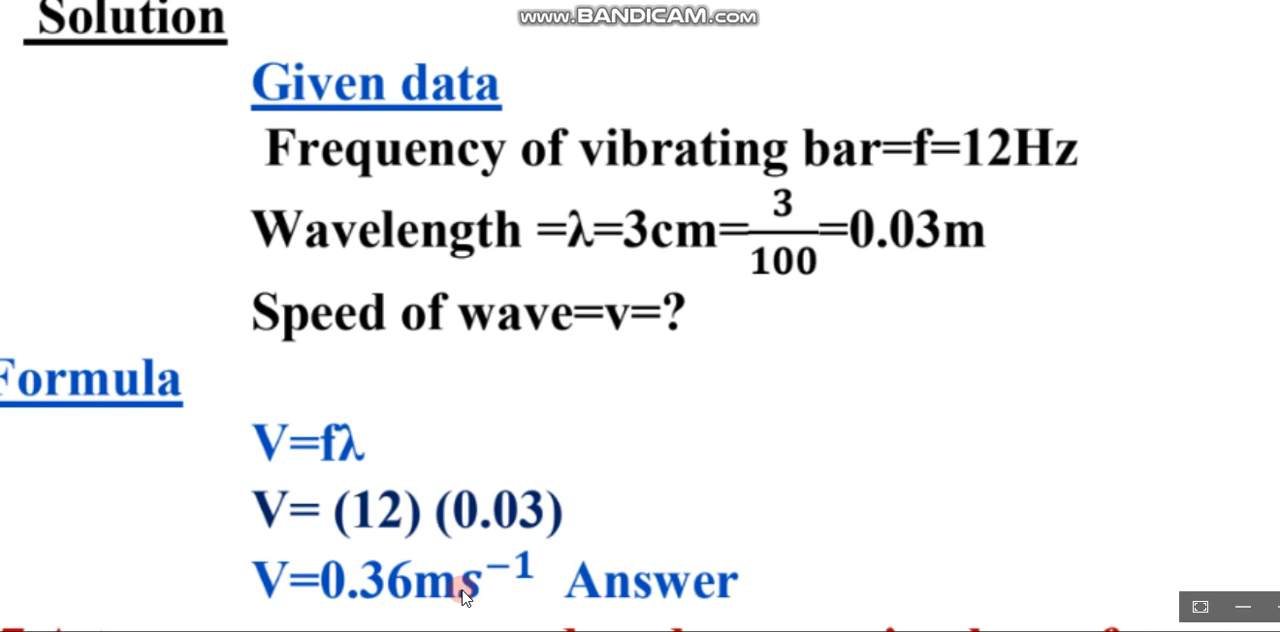 www.BANDICAM.com
Solution
Given data
Frequency of vibrating bar=f=12Hz
Wavelength =λ=3cm=3/100=0.03m
Speed of wave=v=?
Formula
V=fλ
V= (12) (0.03)
V=0.36ms⁻¹ Answer